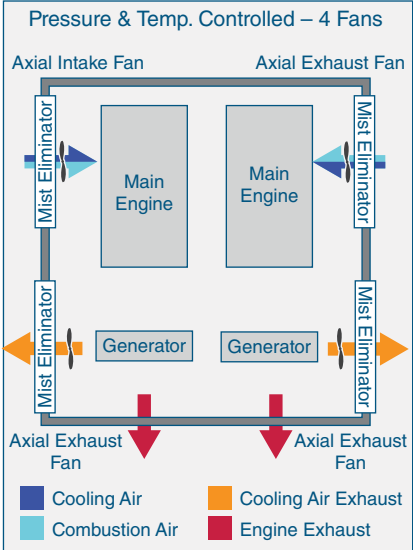 Pressure & Temp. Controlled – 4 Fans
Axial Intake Fan
Axial Exhaust Fan
Mist Eliminator
Main
Engine
Main
Engine
Mist Eliminator
Mist Eliminator
Generator
Generator
Mist Eliminator
Axial Exhaust
Fan
Axial Exhaust
Fan
Cooling Air
Cooling Air Exhaust
Combustion Air
Engine Exhaust